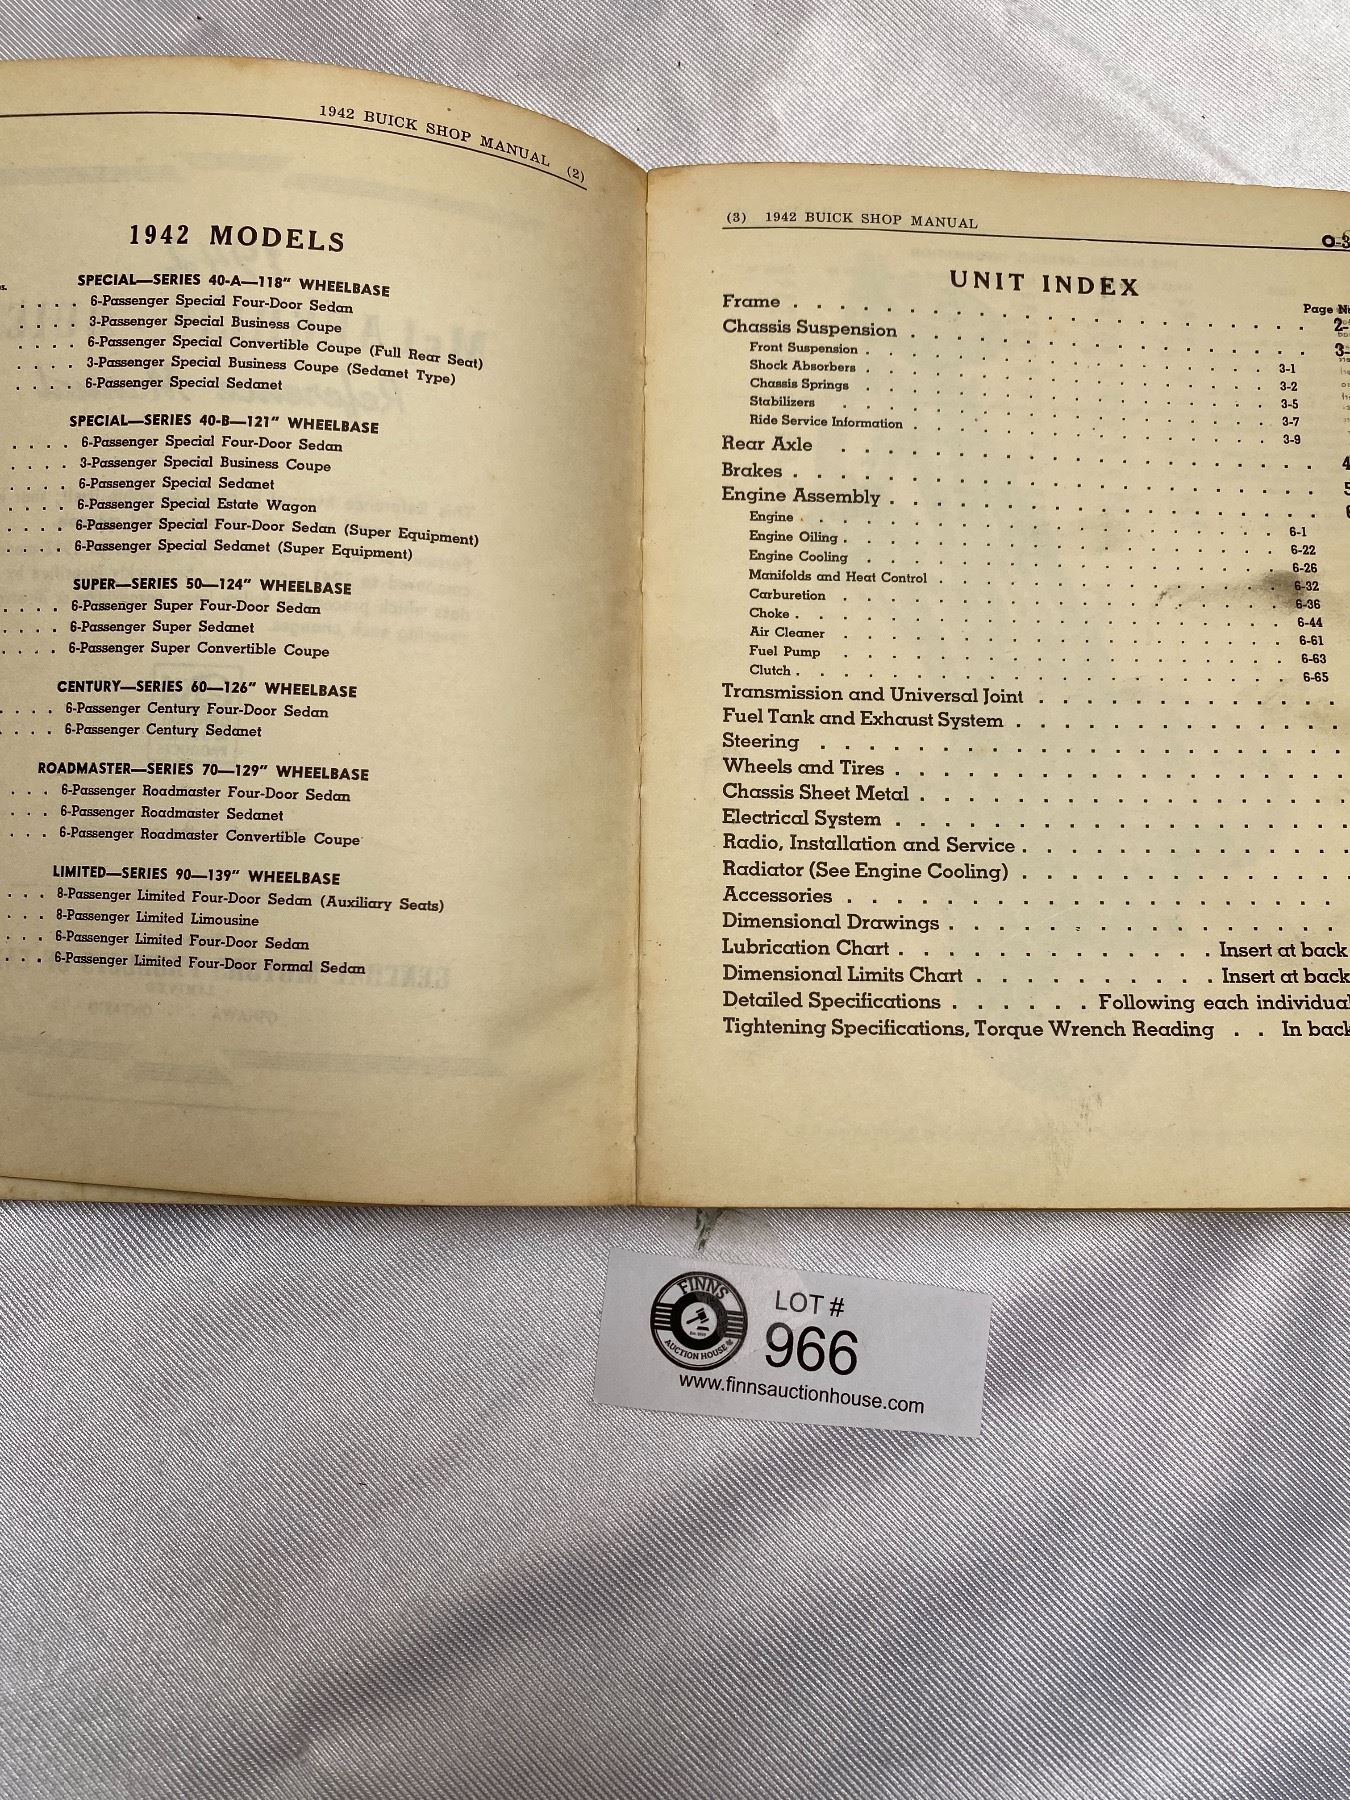 1942 BUICK SHOP MANUAL (2)
1942 MODELS
SPECIAL—SERIES 40-A—118" WHEELBASE
. . . . 6-Passenger Special Four-Door Sedan
. . . . 3-Passenger Special Business Coupe
. . . . 6-Passenger Special Convertible Coupe (Full Rear Seat)
. . . . 3-Passenger Special Business Coupe (Sedanet Type)
. . . . 6-Passenger Special Sedanet
SPECIAL—SERIES 40-B—121" WHEELBASE
. . . . 6-Passenger Special Four-Door Sedan
. . . . 3-Passenger Special Business Coupe
. . . . 6-Passenger Special Sedanet
. . . . 6-Passenger Special Estate Wagon
. . . . 6-Passenger Special Four-Door Sedan (Super Equipment)
. . . . 6-Passenger Special Sedanet (Super Equipment)
SUPER—SERIES 50—124" WHEELBASE
. . . . 6-Passenger Super Four-Door Sedan
. . . . 6-Passenger Super Sedanet
. . . . 6-Passenger Super Convertible Coupe
CENTURY—SERIES 60—126" WHEELBASE
. . . . 6-Passenger Century Four-Door Sedan
. . . . 6-Passenger Century Sedanet
ROADMASTER—SERIES 70—129" WHEELBASE
. . . 6-Passenger Roadmaster Four-Door Sedan
. . . 6-Passenger Roadmaster Sedanet
. . . 6-Passenger Roadmaster Convertible Coupe
LIMITED—SERIES 90—139" WHEELBASE
. . . 8-Passenger Limited Four-Door Sedan (Auxiliary Seats)
. . . 8-Passenger Limited Limousine
. . . 6-Passenger Limited Four-Door Sedan
. . . 6-Passenger Limited Four-Door Formal Sedan
(3) 1942 BUICK SHOP MANUAL
UNIT INDEX
Page
Frame . . . . 2-
Chassis Suspension . . . . 3-
Front Suspension . . . . 3-1
Shock Absorbers . . . . 3-2
Chassis Springs . . . . 3-5
Stabilizers . . . . 3-7
Ride Service Information . . . . 3-9
Rear Axle . . . . 4
Brakes . . . . 5
Engine Assembly . . . . 6
Engine . . . . 6-1
Engine Oiling . . . . 6-22
Engine Cooling . . . . 6-26
Manifolds and Heat Control . . . . 6-32
Carburetion . . . . 6-36
Choke . . . . 6-44
Air Cleaner . . . . 6-61
Fuel Pump . . . . 6-63
Clutch . . . . 6-65
Transmission and Universal Joint . . . .
Fuel Tank and Exhaust System . . . .
Steering . . . .
Wheels and Tires . . . .
Chassis Sheet Metal . . . .
Electrical System . . . .
Radio, Installation and Service . . . .
Radiator (See Engine Cooling) . . . .
Accessories . . . .
Dimensional Drawings . . . .
Lubrication Chart . . . . Insert at back
Dimensional Limits Chart . . . . Insert at back
Detailed Specifications . . . . Following each individual
Tightening Specifications, Torque Wrench Reading . . In back
FINNS
AUCTION HOUSE
LOT #
966
www.finnsauctionhouse.com